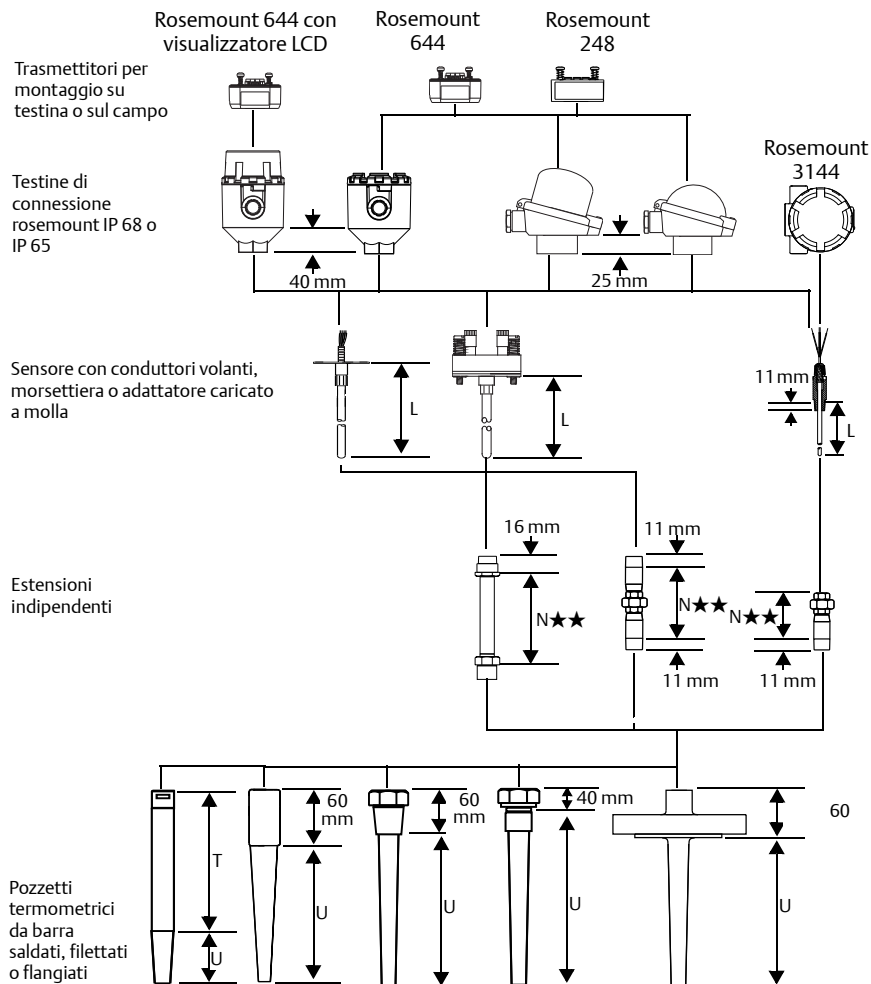 Rosemount 644 con
visualizzatore LCD
Rosemount
644
Rosemount
248
Trasmettitori per
montaggio su
testina o sul campo
Rosemount
3144
Testine di
connessione
rosemount IP 68 o
IP 65
40 mm
25 mm
Sensore con conduttori volanti,
morsettiera o adattatore caricato
a molla
L
L
11 mm
L
16 mm
11 mm
Estensioni
indipendenti
N★★
N★★
N★★
11 mm
11 mm
60
mm
60
mm
40 mm
60
T
U
U
U
U
U
Pozzetti
termometrici
da barra
saldati, filettati
o flangiati